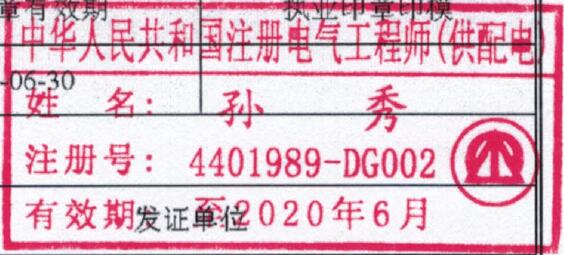 章有效期 执业印章印模
中华人民共和国注册电气工程师(供配电)
-06-30
姓 名: 孙 秀
注册号: 4401989-DG002
有效期 至2020年6月
发证单位